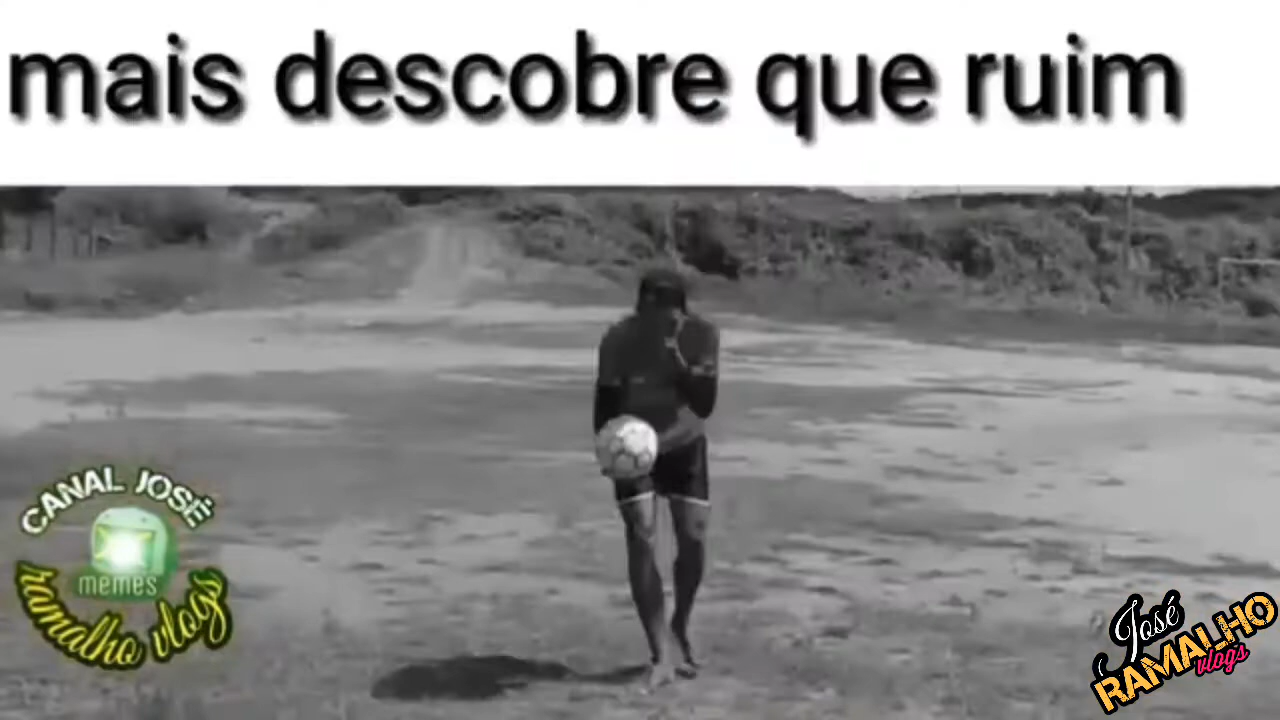 mais descobre que ruim
CANAL JOSÉ
memes
ramalho vlogs
José
RAMALHO
vlogs